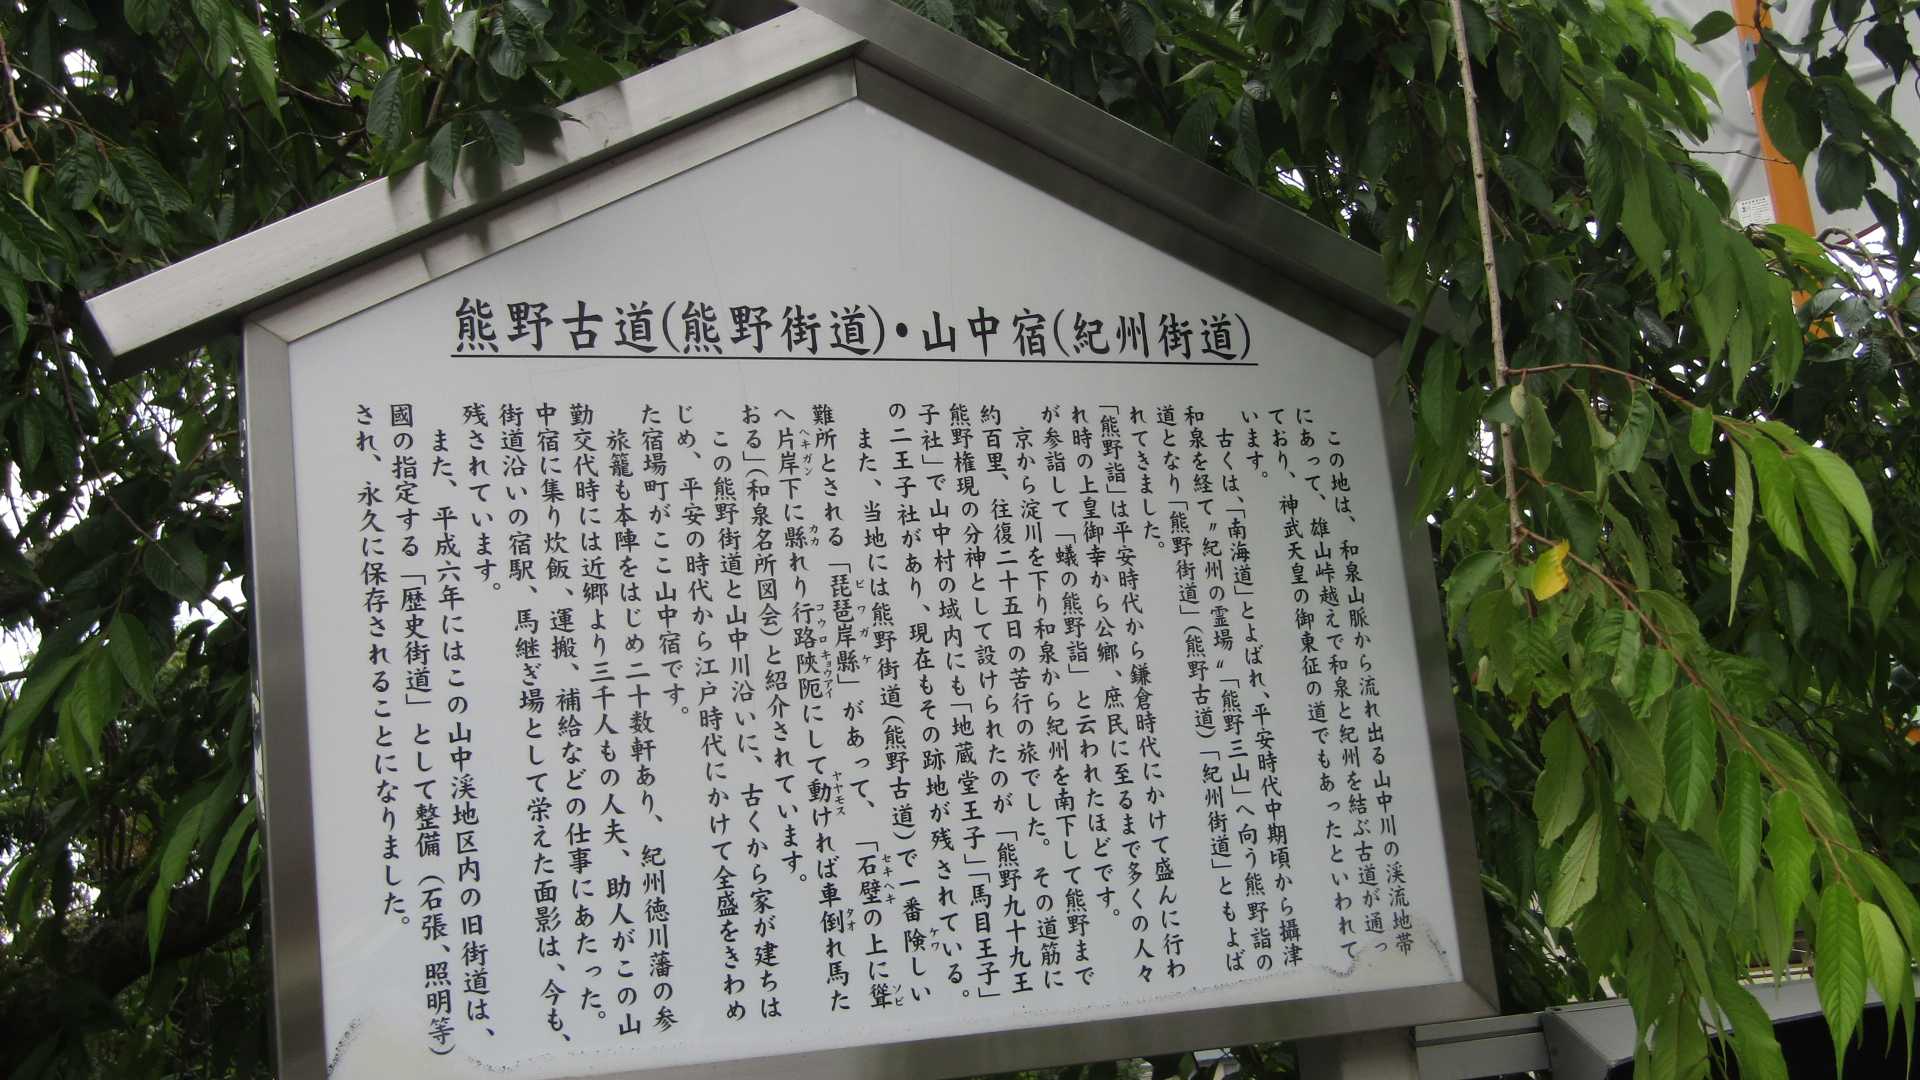 熊野古道(熊野街道)・山中宿(紀州街道)
この地は、和泉山脈から流れ出る山中川の渓流地帯
にあって、雄山峠越えで和泉と紀州を結ぶ古道が通っ
ており、神武天皇の御東征の道でもあったといわれて
います。
古くは、「南海道」とよばれ、平安時代中期頃から攝津
和泉を経て〃紀州の霊場〃「熊野三山」へ向う熊野詣の
道となり「熊野街道」(熊野古道)「紀州街道」ともよば
れてきました。
「熊野詣」は平安時代から鎌倉時代にかけて盛んに行わ
れ時の上皇御幸から公郷、庶民に至るまで多くの人々
が参詣して「蟻の熊野詣」と云われたほどです。
京から淀川を下り和泉から紀州を南下して熊野まで
約百里、往復二十五日の苦行の旅でした。その道筋に
熊野権現の分神として設けられたのが「熊野九十九王
子社」で山中村の域内にも「地蔵堂王子」「馬目王子」
の二王子社があり、現在もその跡地が残されている。
また、当地には熊野街道(熊野古道)で一番険しい
難所とされる「琵琶岸縣」があって、「石壁の上に聳
へ片岸下に縣れり行路陜阨にして動ければ車倒れ馬た
おる」(和泉名所図会)と紹介されています。
この熊野街道と山中川沿いに、古くから家が建ちは
じめ、平安の時代から江戸時代にかけて全盛をきわめ
た宿場町がここ山中宿です。
旅籠も本陣をはじめ二十数軒あり、紀州徳川藩の参
勤交代時には近郷より三千人もの人夫、助人がこの山
中宿に集り炊飯、運搬、補給などの仕事にあたった。
街道沿いの宿駅、馬継ぎ場として栄えた面影は、今も、
残されています。
また、平成六年にはこの山中渓地区内の旧街道は、
國の指定する「歴史街道」として整備(石張、照明等)
され、永久に保存されることになりました。